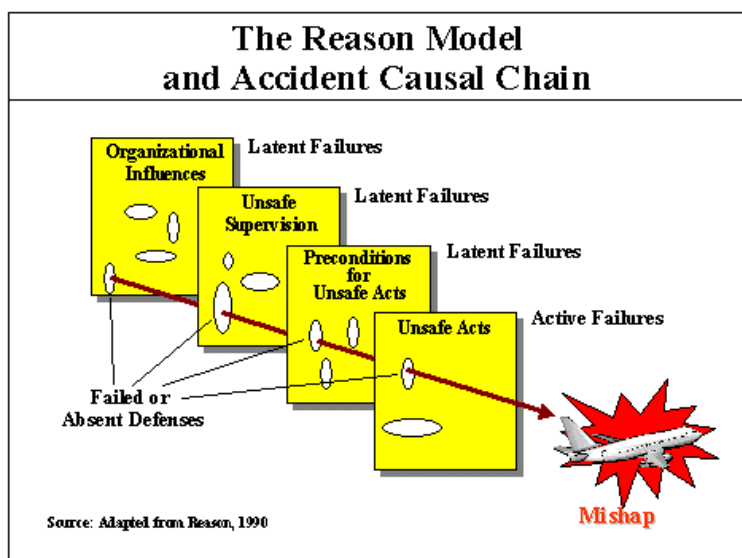 The Reason Model
and Accident Causal Chain
Organizational
Influences
Latent Failures
Unsafe
Supervision
Latent Failures
Preconditions
for
Unsafe Acts
Latent Failures
Unsafe Acts
Active Failures
Failed or
Absent Defenses
Mishap
Source: Adapted from Reason, 1990